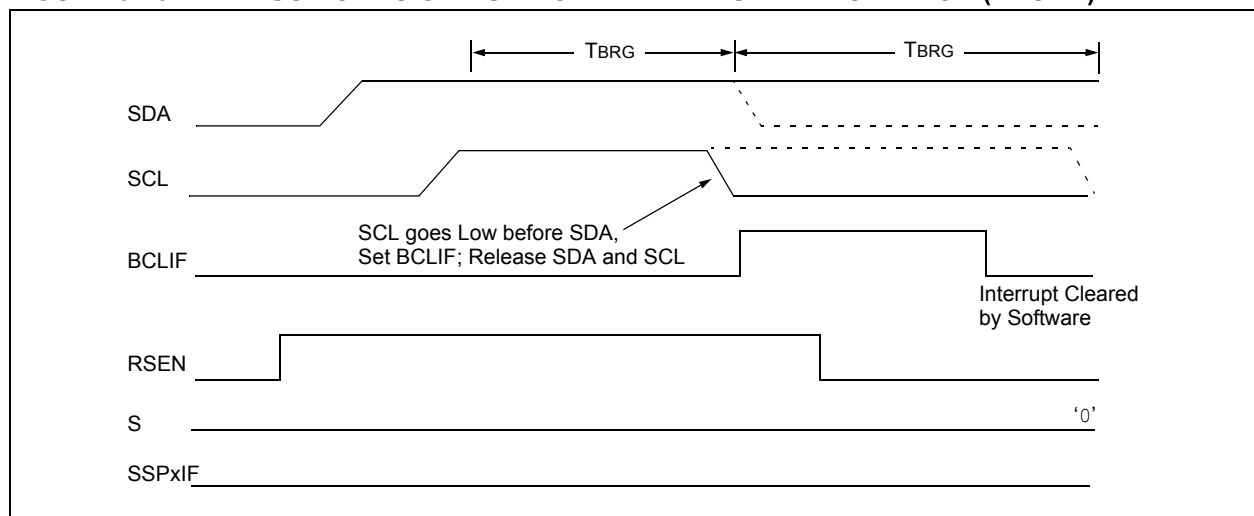 TBRG TBRG
SDA
SCL
SCL goes Low before SDA,
Set BCLIF; Release SDA and SCL
BCLIF
Interrupt Cleared
by Software
RSEN
S
‘0’
SSPxIF